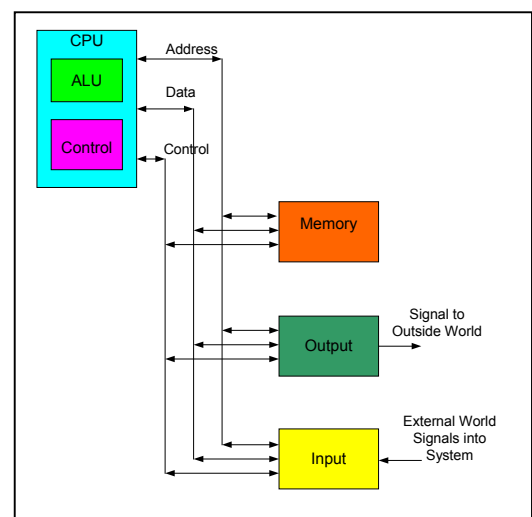 CPU
Address
ALU
Data
Control
Control
Memory
Signal to
Outside World
Output
External World
Signals into
System
Input